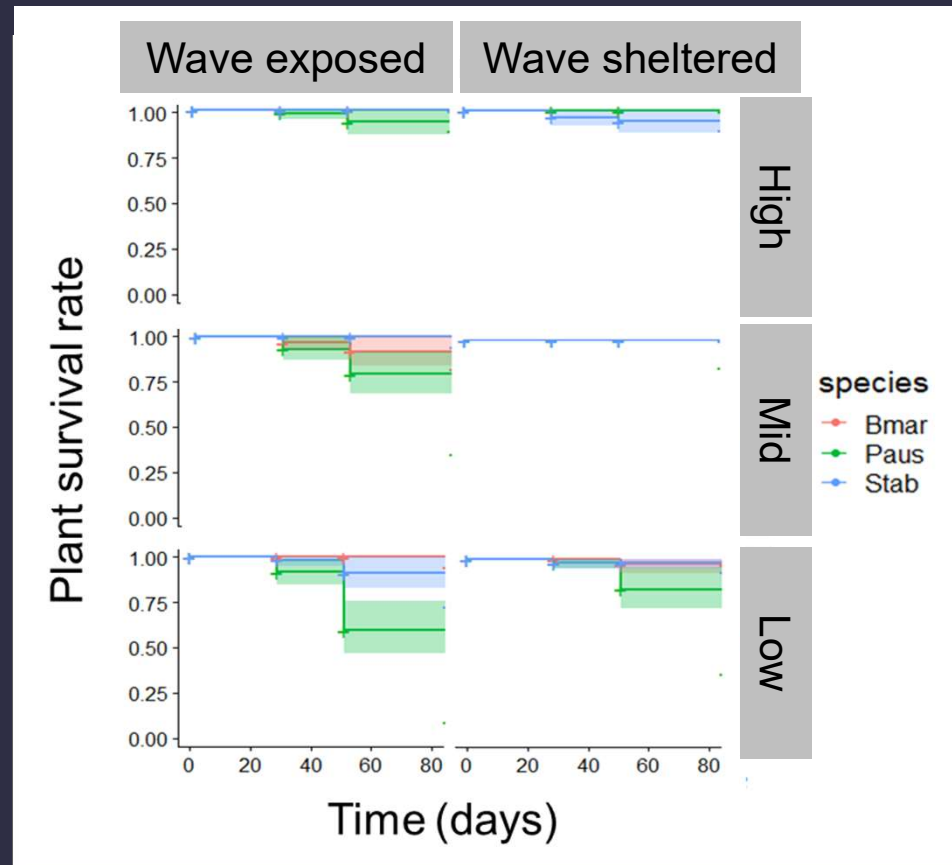 Wave exposed
Wave sheltered
1.00
0.75
0.50
0.25
0.00
High
1.00
0.75
0.50
0.25
0.00
Mid
1.00
0.75
0.50
0.25
0.00
Low
0 20 40 60 80
0 20 40 60 80
Plant survival rate
Time (days)
species
Bmar
Paus
Stab